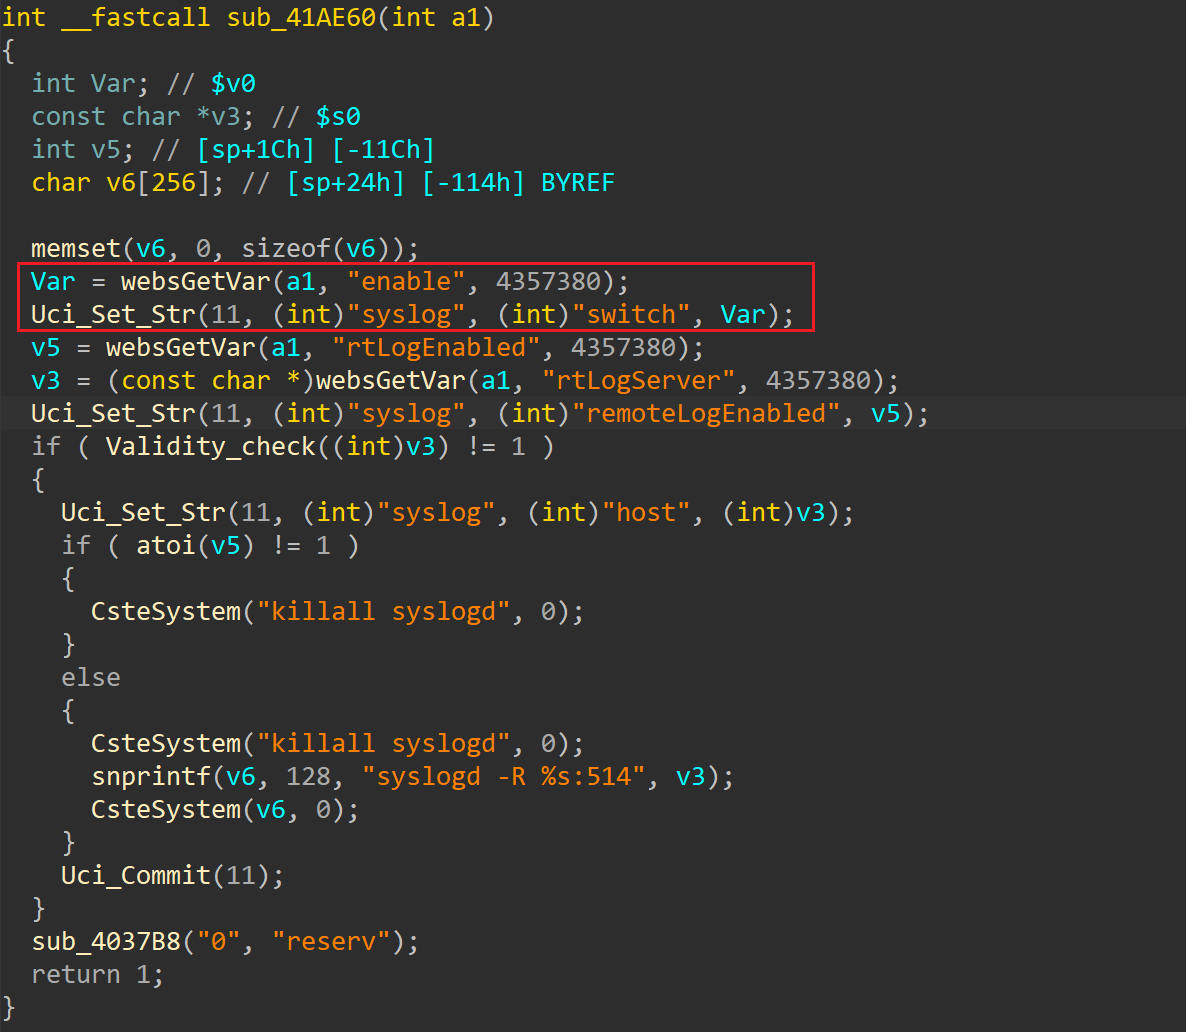 int __fastcall sub_41AE60(int a1)
{
  int Var; // $v0
  const char *v3; // $s0
  int v5; // [sp+1Ch] [-11Ch]
  char v6[256]; // [sp+24h] [-114h] BYREF

  memset(v6, 0, sizeof(v6));
  Var = websGetVar(a1, "enable", 4357380);
  Uci_Set_Str(11, (int)"syslog", (int)"switch", Var);
  v5 = websGetVar(a1, "rtLogEnabled", 4357380);
  v3 = (const char *)websGetVar(a1, "rtLogServer", 4357380);
  Uci_Set_Str(11, (int)"syslog", (int)"remoteLogEnabled", v5);
  if ( Validity_check((int)v3) != 1 )
  {
    Uci_Set_Str(11, (int)"syslog", (int)"host", (int)v3);
    if ( atoi(v5) != 1 )
    {
      CsteSystem("killall syslogd", 0);
    }
    else
    {
      CsteSystem("killall syslogd", 0);
      snprintf(v6, 128, "syslogd -R %s:514", v3);
      CsteSystem(v6, 0);
    }
    Uci_Commit(11);
  }
  sub_4037B8("0", "reserv");
  return 1;
}